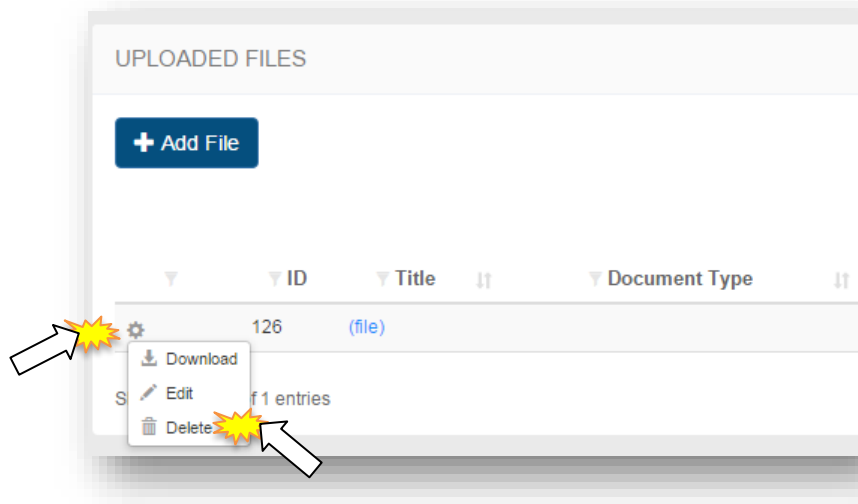 UPLOADED FILES
Add File
ID Title Document Type
126 (file)
Download
Edit
Delete
f 1 entries